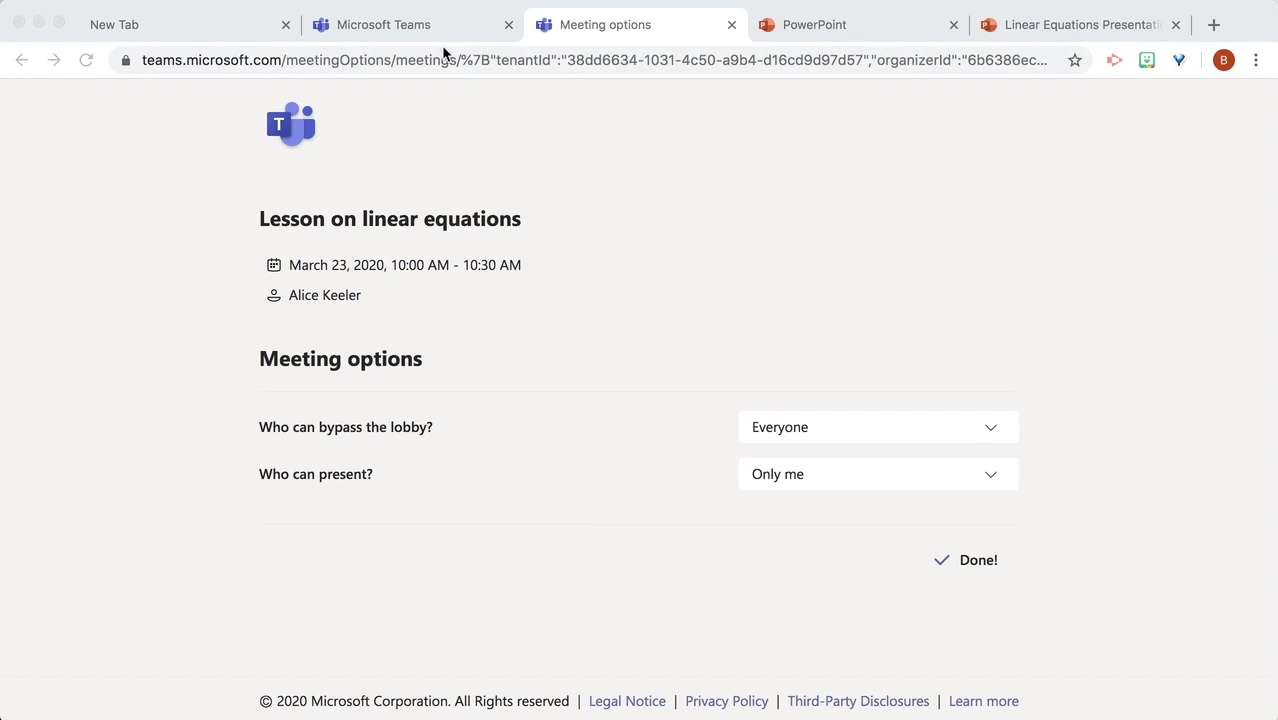 New Tab
Microsoft Teams
Meeting options
PowerPoint
Linear Equations Presentati
teams.microsoft.com/meetingOptions/meetings/%7B"tenantId":"38dd6634-1031-4c50-a9b4-d16cd9d97d57","organizerId":"6b6386ec...
B
T
Lesson on linear equations
March 23, 2020, 10:00 AM - 10:30 AM
Alice Keeler
Meeting options
Who can bypass the lobby? Everyone
Who can present? Only me
Done!
© 2020 Microsoft Corporation. All Rights reserved | Legal Notice | Privacy Policy | Third-Party Disclosures | Learn more